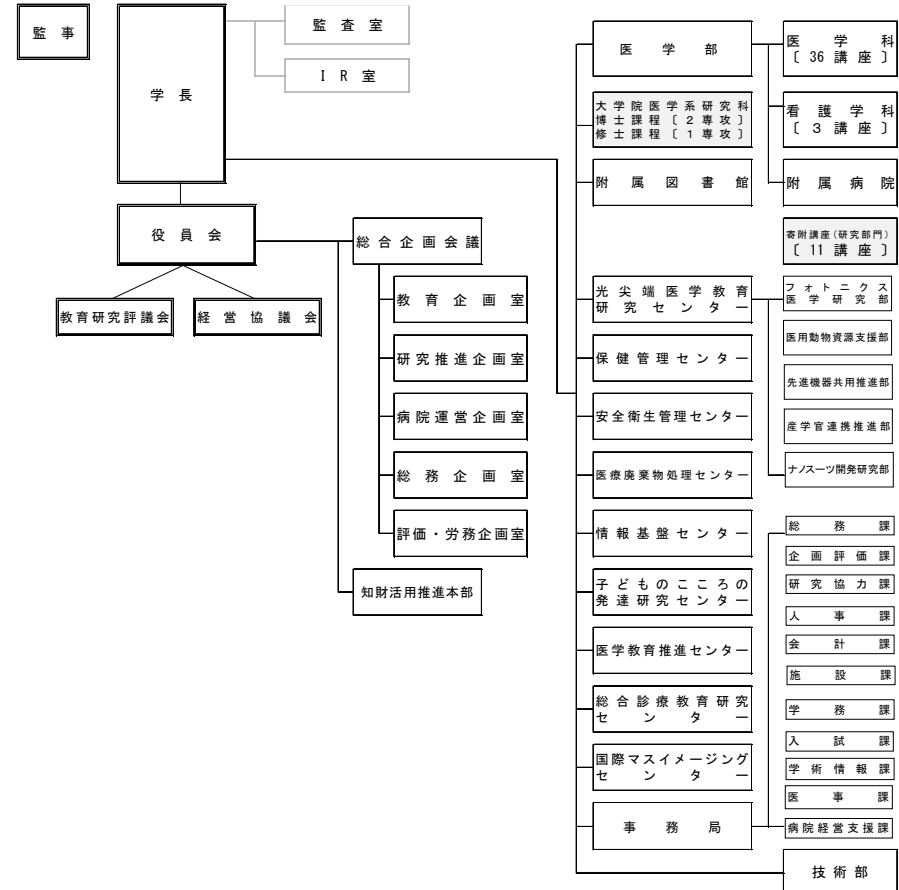 監事
学長
監査室
IR室
役員会
教育研究評議会
経営協議会
総合企画会議
教育企画室
研究推進企画室
病院運営企画室
総務企画室
評価・労務企画室
知財活用推進本部
医学部
大学院医学系研究科
博士課程〔2専攻〕
修士課程〔1専攻〕
附属図書館
光尖端医学教育
研究センター
保健管理センター
安全衛生管理センター
医療廃棄物処理センター
情報基盤センター
子どものこころの
発達研究センター
医学教育推進センター
総合診療教育研究
センター
国際マスイメージング
センター
事務局
医学科
〔36講座〕
看護学科
〔3講座〕
附属病院
寄附講座(研究部門)
〔11講座〕
フォトニクス
医学研究部
医用動物資源支援部
先進機器共用推進部
産学官連携推進部
ナノスーツ開発研究部
総務課
企画評価課
研究協力課
人事課
会計課
施設課
学務課
入試課
学術情報課
医事課
病院経営支援課
技術部